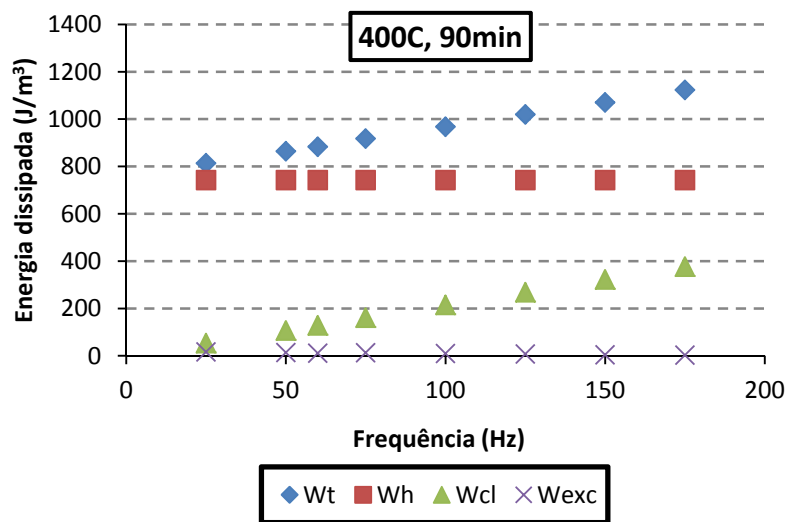 400C, 90min
Energia dissipada (J/m³)
1400
1200
1000
800
600
400
200
0
0 50 100 150 200
Frequência (Hz)
Wt Wh Wcl Wexc